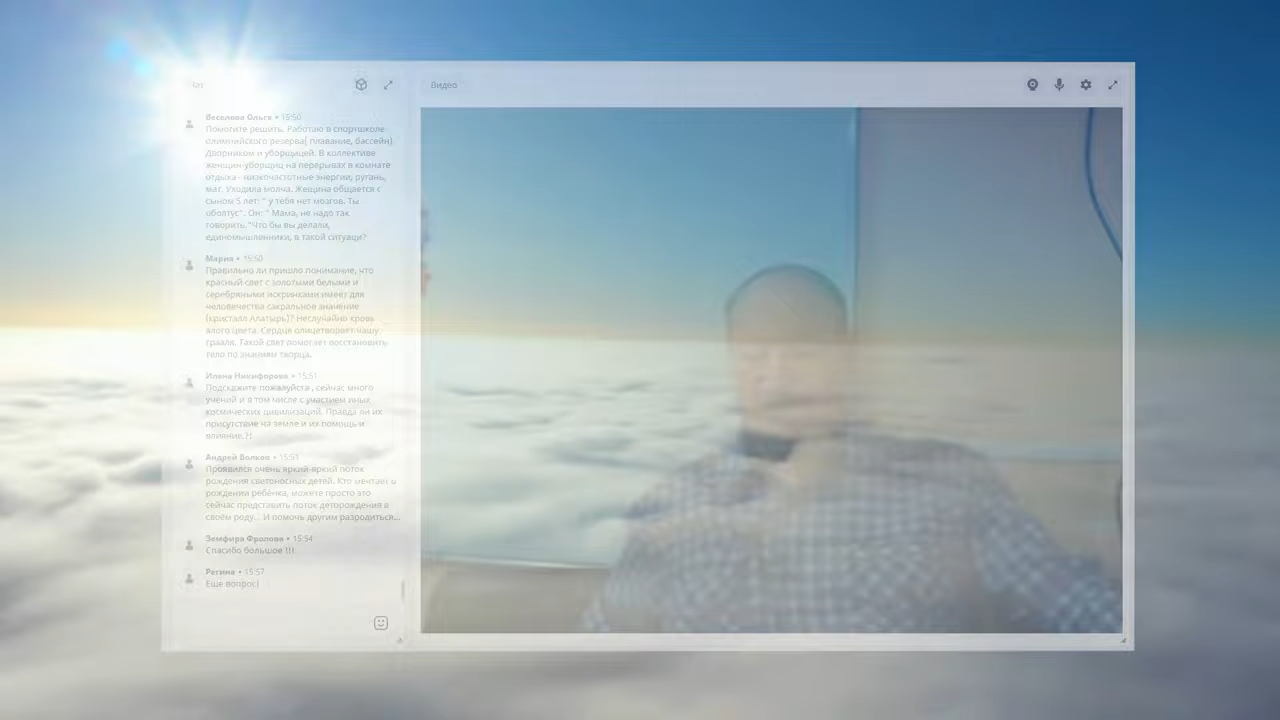 Чат
Видео
Веселова Ольга • 15:50
Помогите решить. Работаю в спортшколе
олимпийского резерва( плавание, бассейн)
Дворником и уборщицей. В коллективе
женщин-уборщиц на перерывах в комнате
отдыха - низкочастотные энергии, ругань,
мат. Уходила молча. Жещина общается с
сыном 5 лет: " у тебя нет мозгов. Ты
оболтус". Он: " Мама, не надо так
говорить."Что бы вы делали,
единомышленники, в такой ситуаци?
Мария • 15:50
Правильно ли пришло понимание, что
красный свет с золотыми белыми и
серебряными искринками имеет для
человечества сакральное значение
(кристалл Алатырь)? Неслучайно кровь
алого цвета. Сердце олицетворяет чашу
грааля. Такой свет помогает восстановить
тело по знаниям творца.
Илена Никифорова • 15:51
Подскажите пожалуйста , сейчас много
учений и в том числе с участием иных
космических цивилизаций. Правда ли их
присутствие на земле и их помощь и
влияние.?!
Андрей Волков • 15:51
Проявился очень яркий-яркий поток
рождения светоносных детей. Кто мечтает о
рождении ребёнка, можете просто это
сейчас представить поток деторождения в
своём роду... И помочь другим разродиться...
Земфира Фролова • 15:54
Спасибо большое !!!
Регина • 15:57
Еще вопрос(